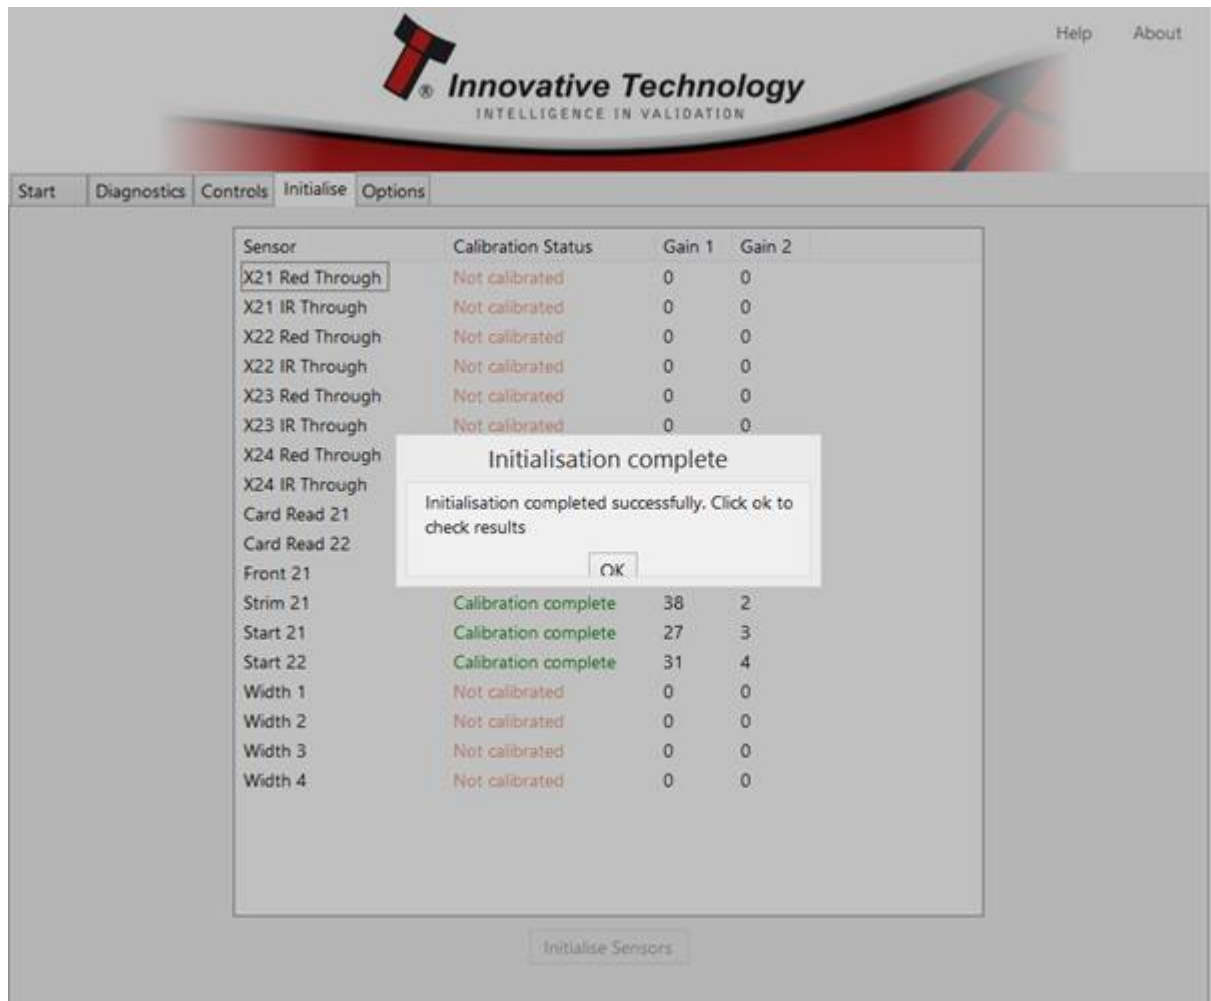 Help About
® Innovative Technology
INTELLIGENCE IN VALIDATION
Start Diagnostics Controls Initialise Options
Sensor Calibration Status Gain 1 Gain 2
X21 Red Through Not calibrated 0 0
X21 IR Through Not calibrated 0 0
X22 Red Through Not calibrated 0 0
X22 IR Through Not calibrated 0 0
X23 Red Through Not calibrated 0 0
X23 IR Through Not calibrated 0 0
X24 Red Through
X24 IR Through
Card Read 21
Card Read 22
Front 21
Initialisation complete
Initialisation completed successfully. Click ok to
check results
OK
Strim 21 Calibration complete 38 2
Start 21 Calibration complete 27 3
Start 22 Calibration complete 31 4
Width 1 Not calibrated 0 0
Width 2 Not calibrated 0 0
Width 3 Not calibrated 0 0
Width 4 Not calibrated 0 0
Initialise Sensors